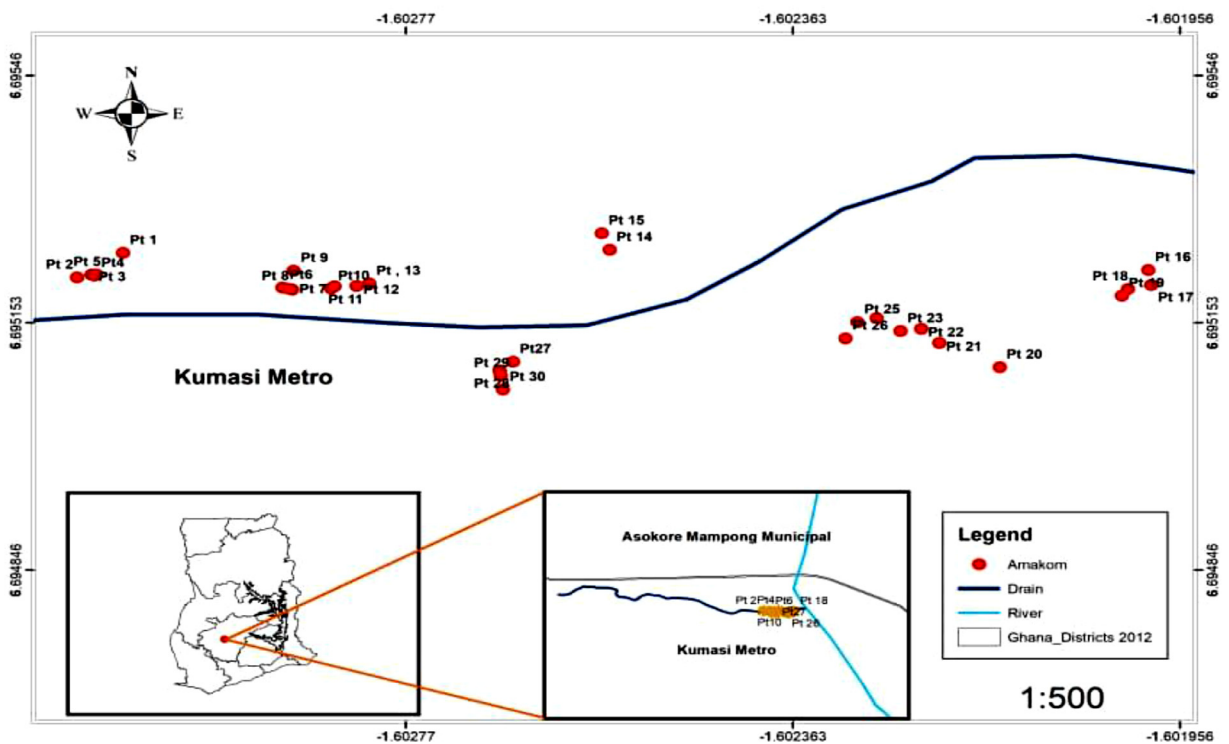 -1.60277 -1.602363 -1.601956
6.69546 6.69546
N
W E
S
Pt 15
Pt 14
Pt 1
Pt 2 Pt 5 Pt4
Pt 3
Pt 9
Pt 8 Pt6 Pt10 Pt , 13
Pt 7 Pt 11 Pt 12
Pt 16
Pt 18 Pt 19
Pt 17
6.695153 6.695153
Pt 25
Pt 26 Pt 23
Pt 22
Pt 21
Pt 20
Pt27
Pt 29
Pt 30
Pt 28
Kumasi Metro
Asokore Mampong Municipal
Pt 2Pt4Pt6 Pt 18
Pt27
Pt10 Pt 26
Kumasi Metro
Legend
Amakom
Drain
River
Ghana_Districts 2012
6.694846 6.694846
1:500
-1.60277 -1.602363 -1.601956